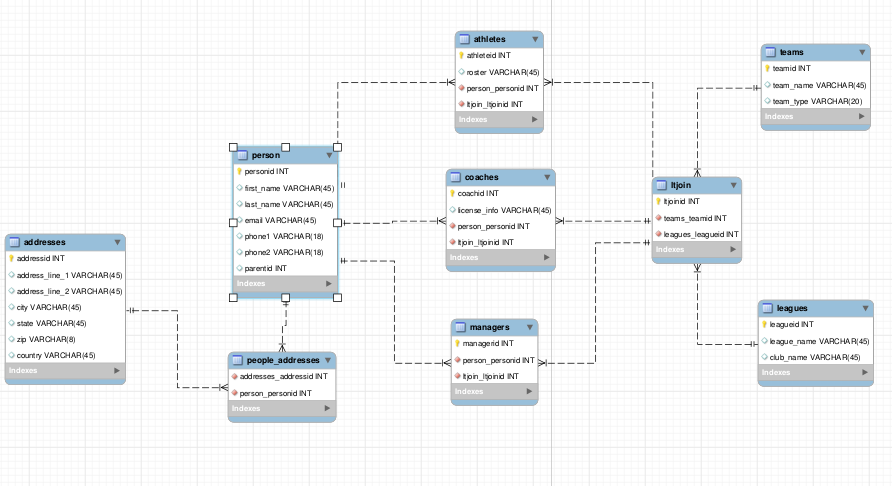 athletes
athleteid INT
roster VARCHAR(45)
person_personid INT
ltjoin_ltjoinid INT
Indexes
teams
teamid INT
team_name VARCHAR(45)
team_type VARCHAR(20)
Indexes
person
personid INT
first_name VARCHAR(45)
last_name VARCHAR(45)
email VARCHAR(45)
phone1 VARCHAR(18)
phone2 VARCHAR(18)
parentid INT
Indexes
coaches
coachid INT
license_info VARCHAR(45)
person_personid INT
ltjoin_ltjoinid INT
Indexes
ltjoin
ltjoinid INT
teams_teamid INT
leagues_leagueid INT
Indexes
addresses
addressid INT
address_line_1 VARCHAR(45)
address_line_2 VARCHAR(45)
city VARCHAR(45)
state VARCHAR(45)
zip VARCHAR(8)
country VARCHAR(45)
Indexes
managers
managerid INT
person_personid INT
ltjoin_ltjoinid INT
Indexes
leagues
leagueid INT
league_name VARCHAR(45)
club_name VARCHAR(45)
Indexes
people_addresses
addresses_addressid INT
person_personid INT
Indexes